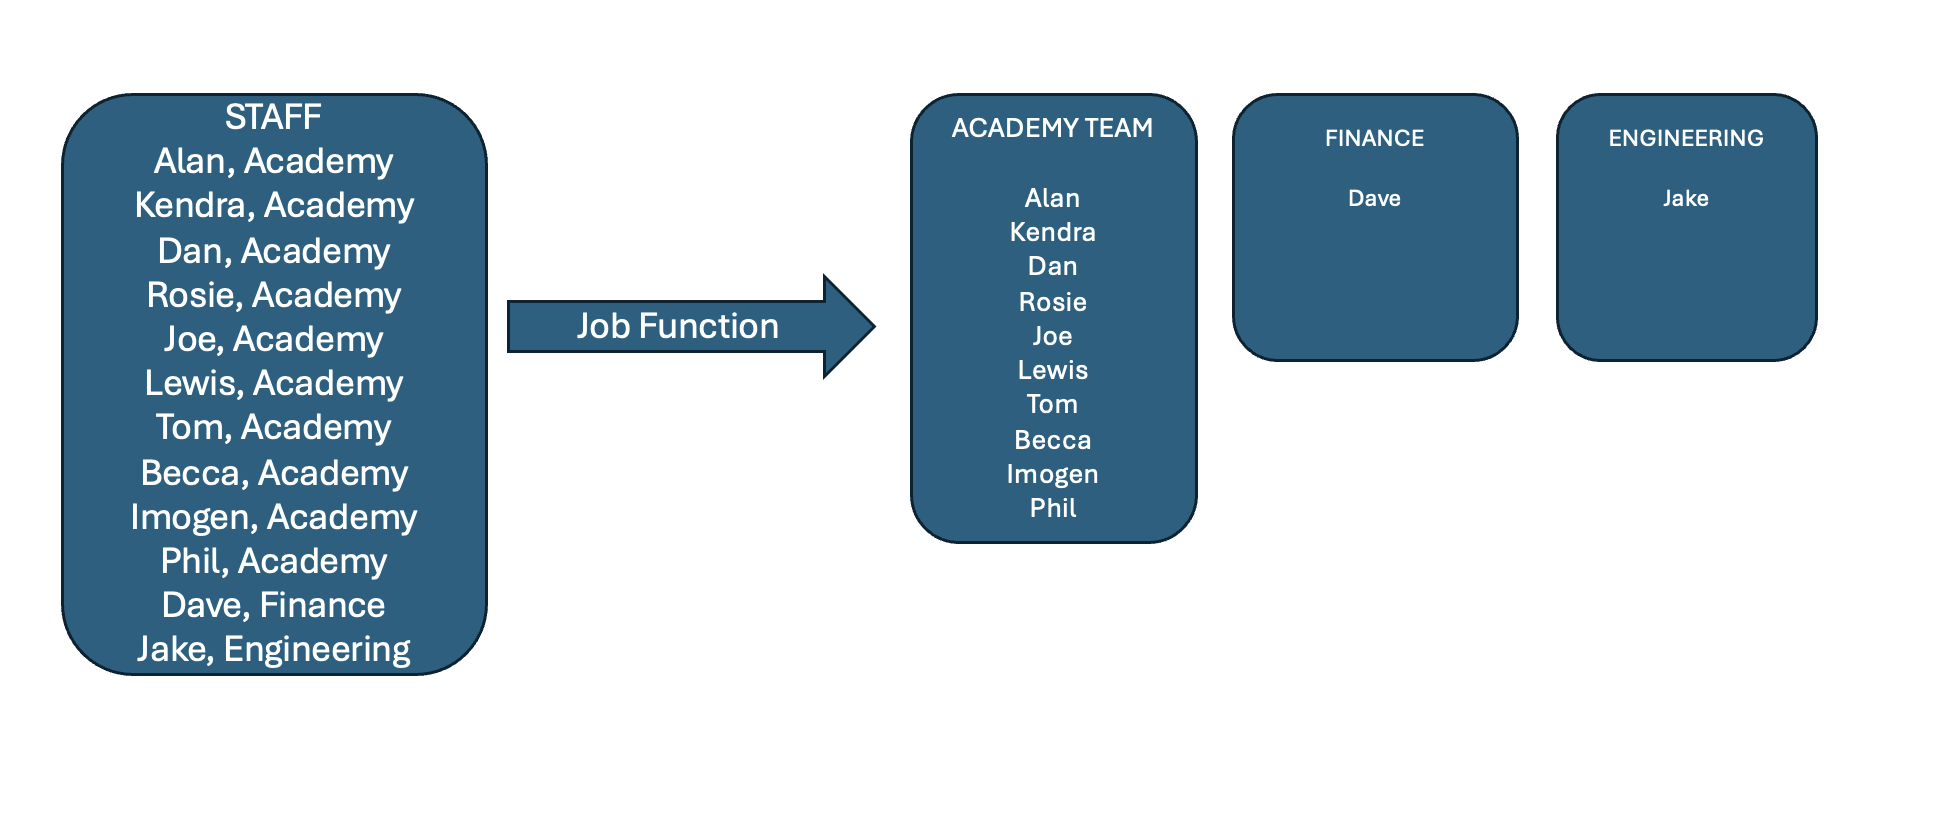 STAFF
Alan, Academy
Kendra, Academy
Dan, Academy
Rosie, Academy
Joe, Academy
Lewis, Academy
Tom, Academy
Becca, Academy
Imogen, Academy
Phil, Academy
Dave, Finance
Jake, Engineering
Job Function
ACADEMY TEAM
Alan
Kendra
Dan
Rosie
Joe
Lewis
Tom
Becca
Imogen
Phil
FINANCE
Dave
ENGINEERING
Jake